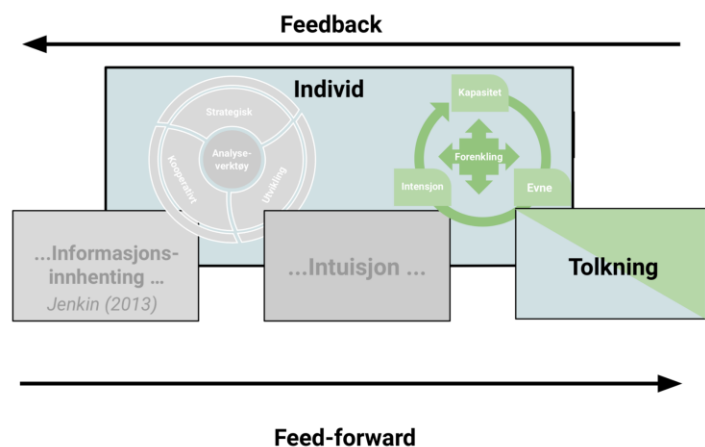 Feedback
Individ
Strategisk
Kooperativt
Analyse-
verktøy
Utvikling
Kapasitet
Forenkling
Intensjon
Evne
...Informasjons-
innhenting ...
Jenkin (2013)
...Intuisjon ...
Tolkning
Feed-forward